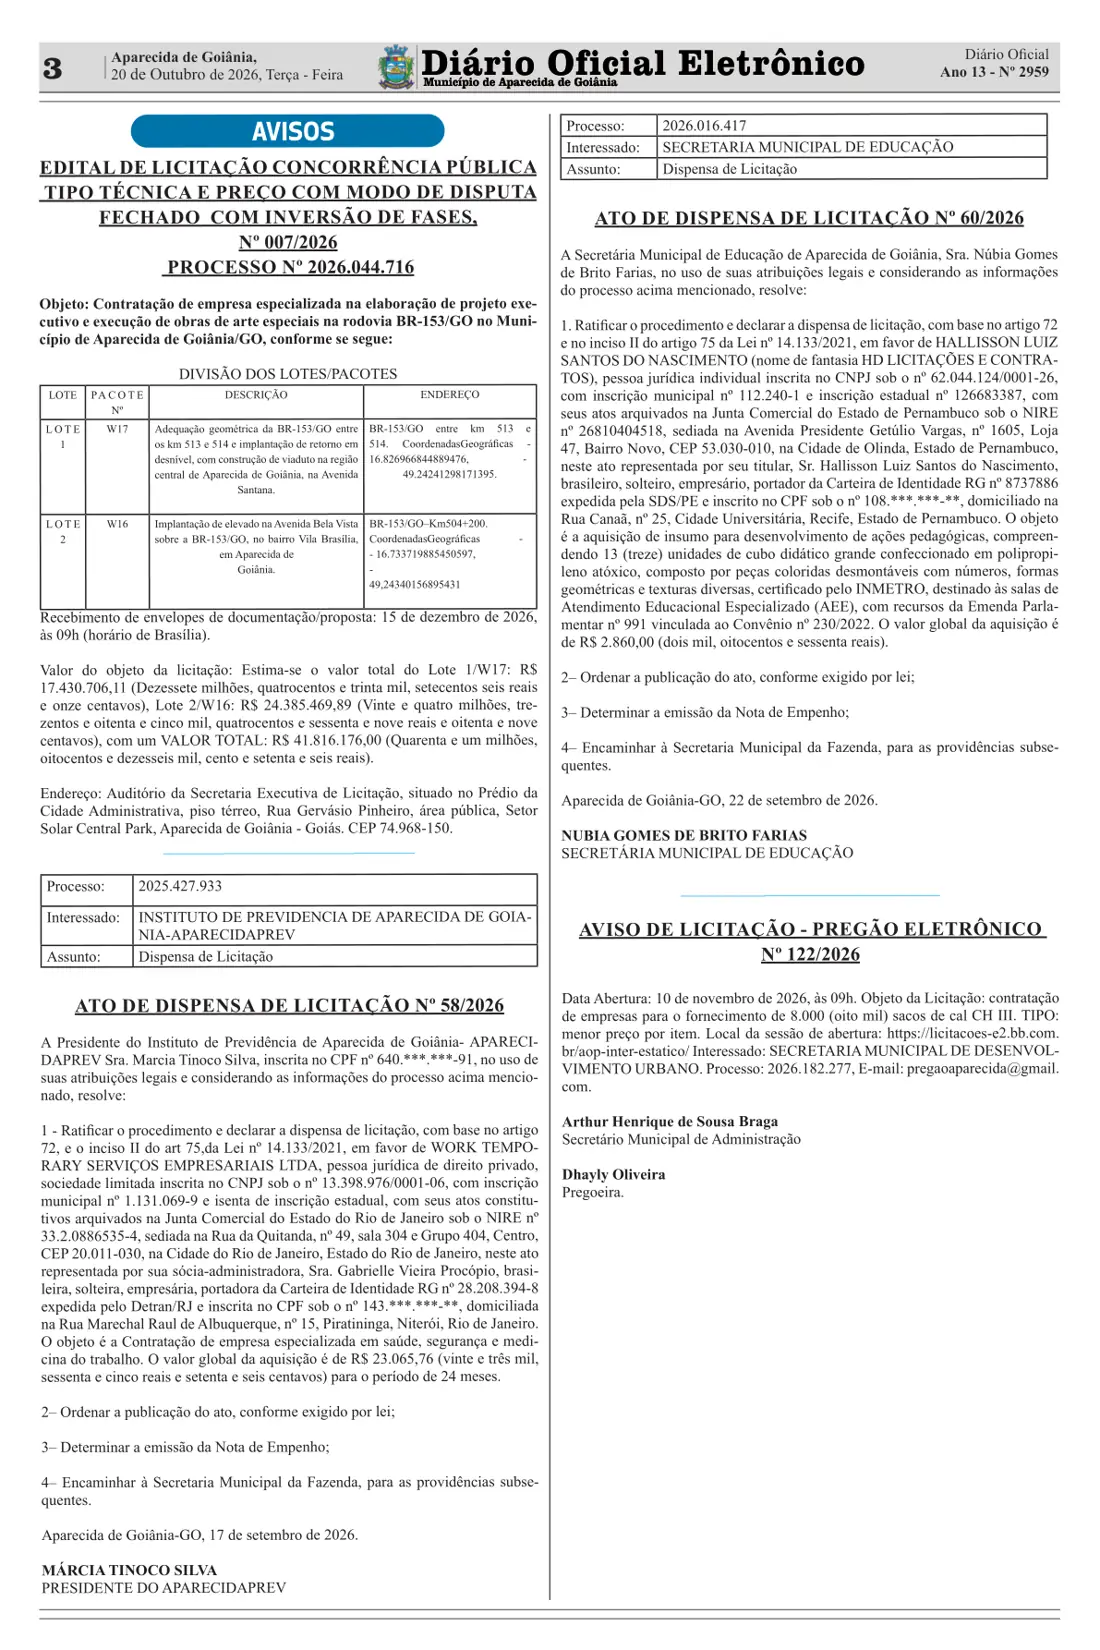 3
Aparecida de Goiânia,
20 de Outubro de 2026, Terça - Feira
Diário Oficial Eletrônico
Município de Aparecida de Goiânia
Diário Oficial
Ano 13 - Nº 2959
AVISOS
EDITAL DE LICITAÇÃO CONCORRÊNCIA PÚBLICA
TIPO TÉCNICA E PREÇO COM MODO DE DISPUTA
FECHADO COM INVERSÃO DE FASES,
Nº 007/2026
PROCESSO Nº 2026.044.716
Objeto: Contratação de empresa especializada na elaboração de projeto exe-
cutivo e execução de obras de arte especiais na rodovia BR-153/GO no Muni-
cípio de Aparecida de Goiânia/GO, conforme se segue:
DIVISÃO DOS LOTES/PACOTES
LOTE PACOTE Nº DESCRIÇÃO ENDEREÇO
LOTE 1
W17
Adequação geométrica da BR-153/GO entre
os km 513 e 514 e implantação de retorno em
desnível, com construção de viaduto na região
central de Aparecida de Goiânia, na Avenida
Santana.
BR-153/GO entre km 513 e
514. CoordenadasGeográficas -
16.826966844889476, -
49.24241298171395.
LOTE 2
W16
Implantação de elevado na Avenida Bela Vista
sobre a BR-153/GO, no bairro Vila Brasília,
em Aparecida de
Goiânia.
BR-153/GO–Km504+200.
CoordenadasGeográficas -
- 16.733719885450597,
-
49,24340156895431
Recebimento de envelopes de documentação/proposta: 15 de dezembro de 2026,
às 09h (horário de Brasília).
Valor do objeto da licitação: Estima-se o valor total do Lote 1/W17: R$
17.430.706,11 (Dezessete milhões, quatrocentos e trinta mil, setecentos seis reais
e onze centavos), Lote 2/W16: R$ 24.385.469,89 (Vinte e quatro milhões, tre-
zentos e oitenta e cinco mil, quatrocentos e sessenta e nove reais e oitenta e nove
centavos), com um VALOR TOTAL: R$ 41.816.176,00 (Quarenta e um milhões,
oitocentos e dezesseis mil, cento e setenta e seis reais).
Endereço: Auditório da Secretaria Executiva de Licitação, situado no Prédio da
Cidade Administrativa, piso térreo, Rua Gervásio Pinheiro, área pública, Setor
Solar Central Park, Aparecida de Goiânia - Goiás. CEP 74.968-150.
Processo: 2025.427.933
Interessado: INSTITUTO DE PREVIDENCIA DE APARECIDA DE GOIA-
NIA-APARECIDAPREV
Assunto: Dispensa de Licitação
ATO DE DISPENSA DE LICITAÇÃO Nº 58/2026
A Presidente do Instituto de Previdência de Aparecida de Goiânia- APARECI-
DAPREV Sra. Marcia Tinoco Silva, inscrita no CPF nº 640.***.***-91, no uso de
suas atribuições legais e considerando as informações do processo acima mencio-
nado, resolve:
1 - Ratificar o procedimento e declarar a dispensa de licitação, com base no artigo
72, e o inciso II do art 75,da Lei nº 14.133/2021, em favor de WORK TEMPO-
RARY SERVIÇOS EMPRESARIAIS LTDA, pessoa jurídica de direito privado,
sociedade limitada inscrita no CNPJ sob o nº 13.398.976/0001-06, com inscrição
municipal nº 1.131.069-9 e isenta de inscrição estadual, com seus atos constitu-
tivos arquivados na Junta Comercial do Estado do Rio de Janeiro sob o NIRE nº
33.2.0886535-4, sediada na Rua da Quitanda, nº 49, sala 304 e Grupo 404, Centro,
CEP 20.011-030, na Cidade do Rio de Janeiro, Estado do Rio de Janeiro, neste ato
representada por sua sócia-administradora, Sra. Gabrielle Vieira Procópio, brasi-
leira, solteira, empresária, portadora da Carteira de Identidade RG nº 28.208.394-8
expedida pelo Detran/RJ e inscrita no CPF sob o nº 143.***.***-**, domiciliada
na Rua Marechal Raul de Albuquerque, nº 15, Piratininga, Niterói, Rio de Janeiro.
O objeto é a Contratação de empresa especializada em saúde, segurança e medi-
cina do trabalho. O valor global da aquisição é de R$ 23.065,76 (vinte e três mil,
sessenta e cinco reais e setenta e seis centavos) para o período de 24 meses.
2– Ordenar a publicação do ato, conforme exigido por lei;
3– Determinar a emissão da Nota de Empenho;
4– Encaminhar à Secretaria Municipal da Fazenda, para as providências subse-
quentes.
Aparecida de Goiânia-GO, 17 de setembro de 2026.
MÁRCIA TINOCO SILVA
PRESIDENTE DO APARECIDAPREV
Processo: 2026.016.417
Interessado: SECRETARIA MUNICIPAL DE EDUCAÇÃO
Assunto: Dispensa de Licitação
ATO DE DISPENSA DE LICITAÇÃO Nº 60/2026
A Secretária Municipal de Educação de Aparecida de Goiânia, Sra. Núbia Gomes
de Brito Farias, no uso de suas atribuições legais e considerando as informações
do processo acima mencionado, resolve:
1. Ratificar o procedimento e declarar a dispensa de licitação, com base no artigo 72
e no inciso II do artigo 75 da Lei nº 14.133/2021, em favor de HALLISSON LUIZ
SANTOS DO NASCIMENTO (nome de fantasia HD LICITAÇÕES E CONTRA-
TOS), pessoa jurídica individual inscrita no CNPJ sob o nº 62.044.124/0001-26,
com inscrição municipal nº 112.240-1 e inscrição estadual nº 126683387, com
seus atos arquivados na Junta Comercial do Estado de Pernambuco sob o NIRE
nº 26810404518, sediada na Avenida Presidente Getúlio Vargas, nº 1605, Loja
47, Bairro Novo, CEP 53.030-010, na Cidade de Olinda, Estado de Pernambuco,
neste ato representada por seu titular, Sr. Hallisson Luiz Santos do Nascimento,
brasileiro, solteiro, empresário, portador da Carteira de Identidade RG nº 8737886
expedida pela SDS/PE e inscrito no CPF sob o nº 108.***.***-**, domiciliado na
Rua Canaã, nº 25, Cidade Universitária, Recife, Estado de Pernambuco. O objeto
é a aquisição de insumo para desenvolvimento de ações pedagógicas, compreen-
dendo 13 (treze) unidades de cubo didático grande confeccionado em polipropi-
leno atóxico, composto por peças coloridas desmontáveis com números, formas
geométricas e texturas diversas, certificado pelo INMETRO, destinado às salas de
Atendimento Educacional Especializado (AEE), com recursos da Emenda Parla-
mentar nº 991 vinculada ao Convênio nº 230/2022. O valor global da aquisição é
de R$ 2.860,00 (dois mil, oitocentos e sessenta reais).
2– Ordenar a publicação do ato, conforme exigido por lei;
3– Determinar a emissão da Nota de Empenho;
4– Encaminhar à Secretaria Municipal da Fazenda, para as providências subse-
quentes.
Aparecida de Goiânia-GO, 22 de setembro de 2026.
NUBIA GOMES DE BRITO FARIAS
SECRETÁRIA MUNICIPAL DE EDUCAÇÃO
AVISO DE LICITAÇÃO - PREGÃO ELETRÔNICO
Nº 122/2026
Data Abertura: 10 de novembro de 2026, às 09h. Objeto da Licitação: contratação
de empresas para o fornecimento de 8.000 (oito mil) sacos de cal CH III. TIPO:
menor preço por item. Local da sessão de abertura: https://licitacoes-e2.bb.com.
br/aop-inter-estatico/ Interessado: SECRETARIA MUNICIPAL DE DESENVOL-
VIMENTO URBANO. Processo: 2026.182.277, E-mail: pregaoaparecida@gmail.
com.
Arthur Henrique de Sousa Braga
Secretário Municipal de Administração
Dhayly Oliveira
Pregoeira.